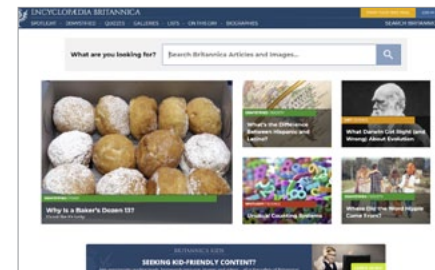 ENCYCLOPÆDIA BRITANNICA
SPOTLIGHT DEMYSTIFIED QUIZZES GALLERIES LISTS ON THIS DAY BIOGRAPHIES
SEARCH BRITANNI
What are you looking for?
Search Britannica Articles and Images...
Why Is a Baker's Dozen 13?
What's the Difference
Between Hispanic and
Latino?
What Darwin Got Right (and
Wrong) About Evolution
Unusual Counting Systems
Where Did the Word Hippie
Come From?
BRITANNICA KIDS
SEEKING KID-FRIENDLY CONTENT?